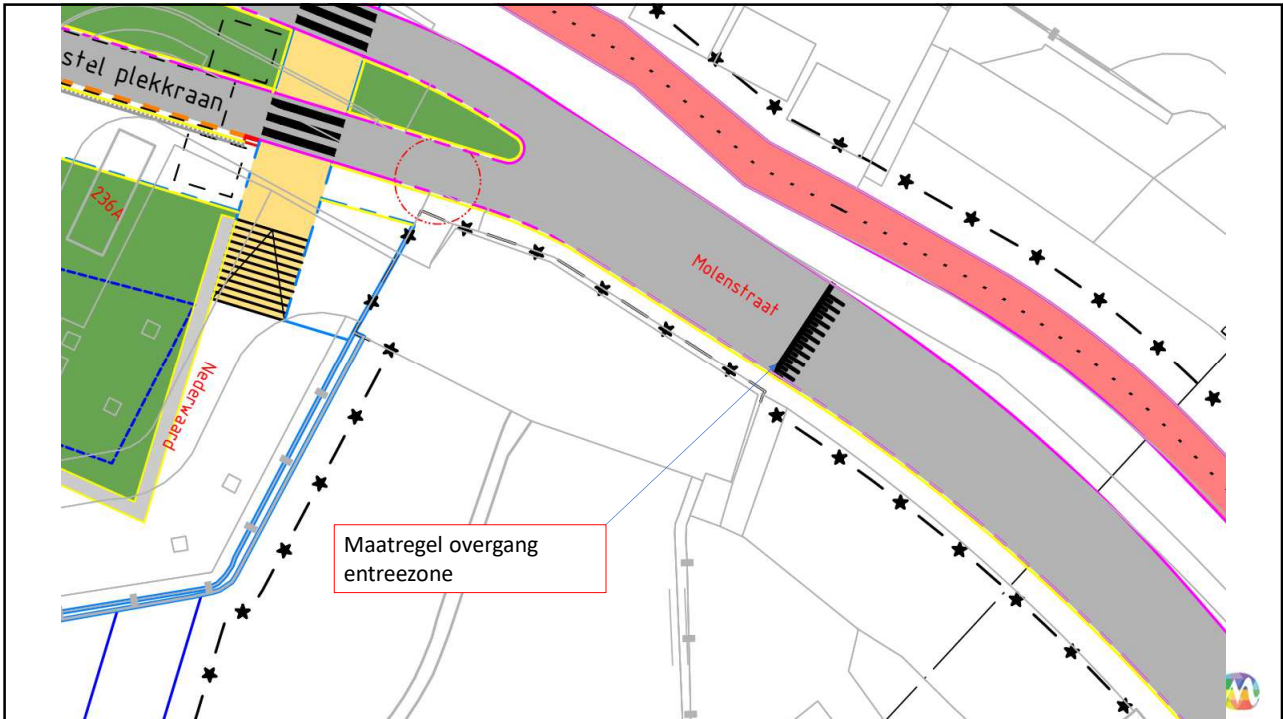 stel plekkraan
236A
Molenstraat
Nederwaard
Maatregel overgang
entreezone